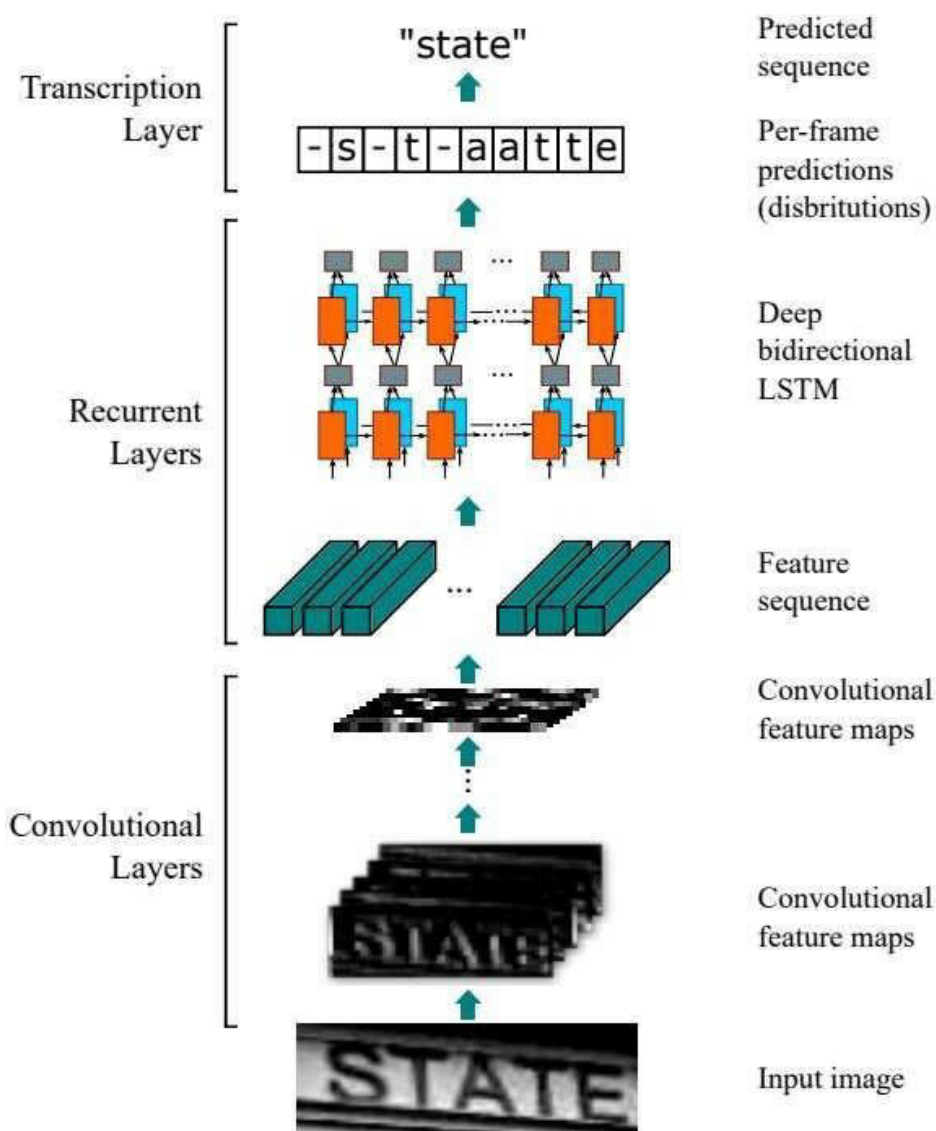 "state"
Predicted
sequence
Transcription
Layer
-s-t-aatte
Per-frame
predictions
(disbritutions)
...
...
Deep
bidirectional
LSTM
Recurrent
Layers
...
Feature
sequence
Convolutional
feature maps
Convolutional
Layers
STATE
Convolutional
feature maps
STATE
Input image